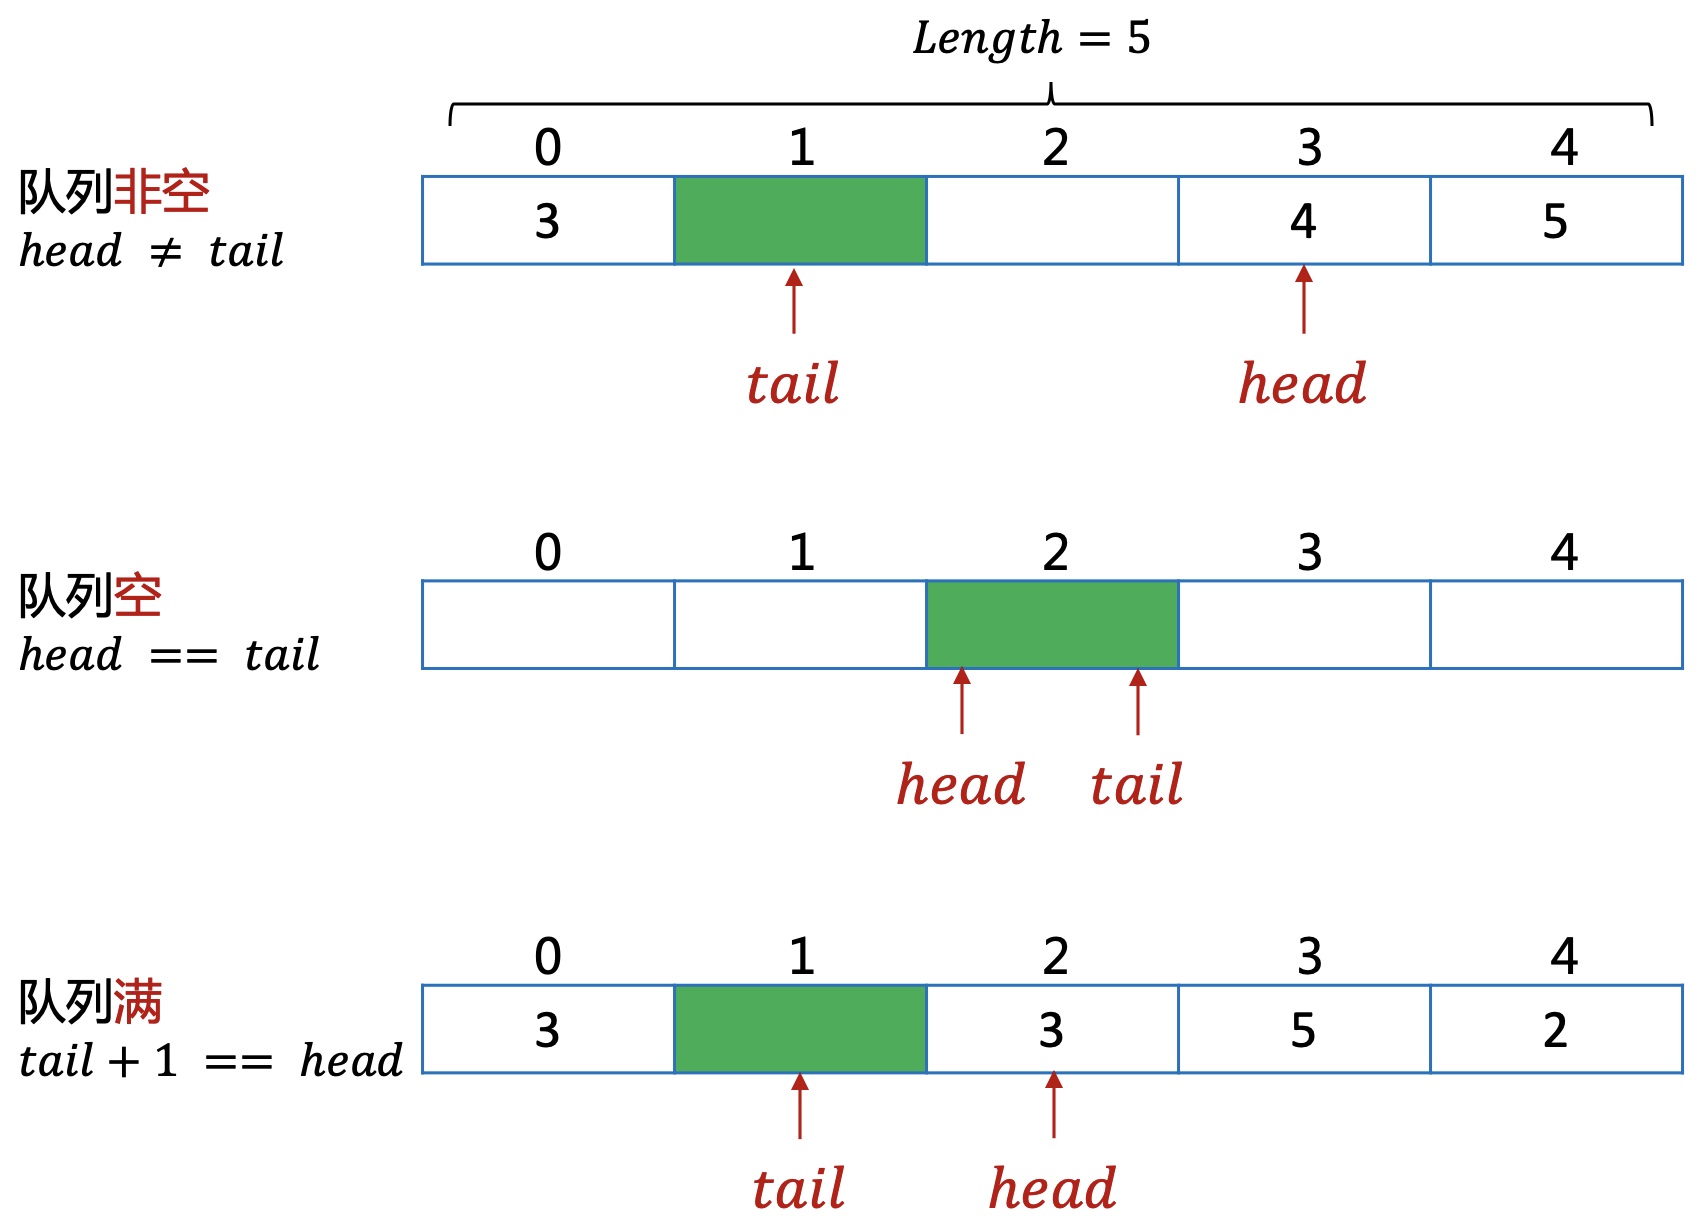 Length = 5
0 1 2 3 4
队列非空
3 4 5
head ≠ tail
tail head
0 1 2 3 4
队列空
head == tail
head tail
0 1 2 3 4
队列满
3 3 5 2
tail + 1 == head
tail head